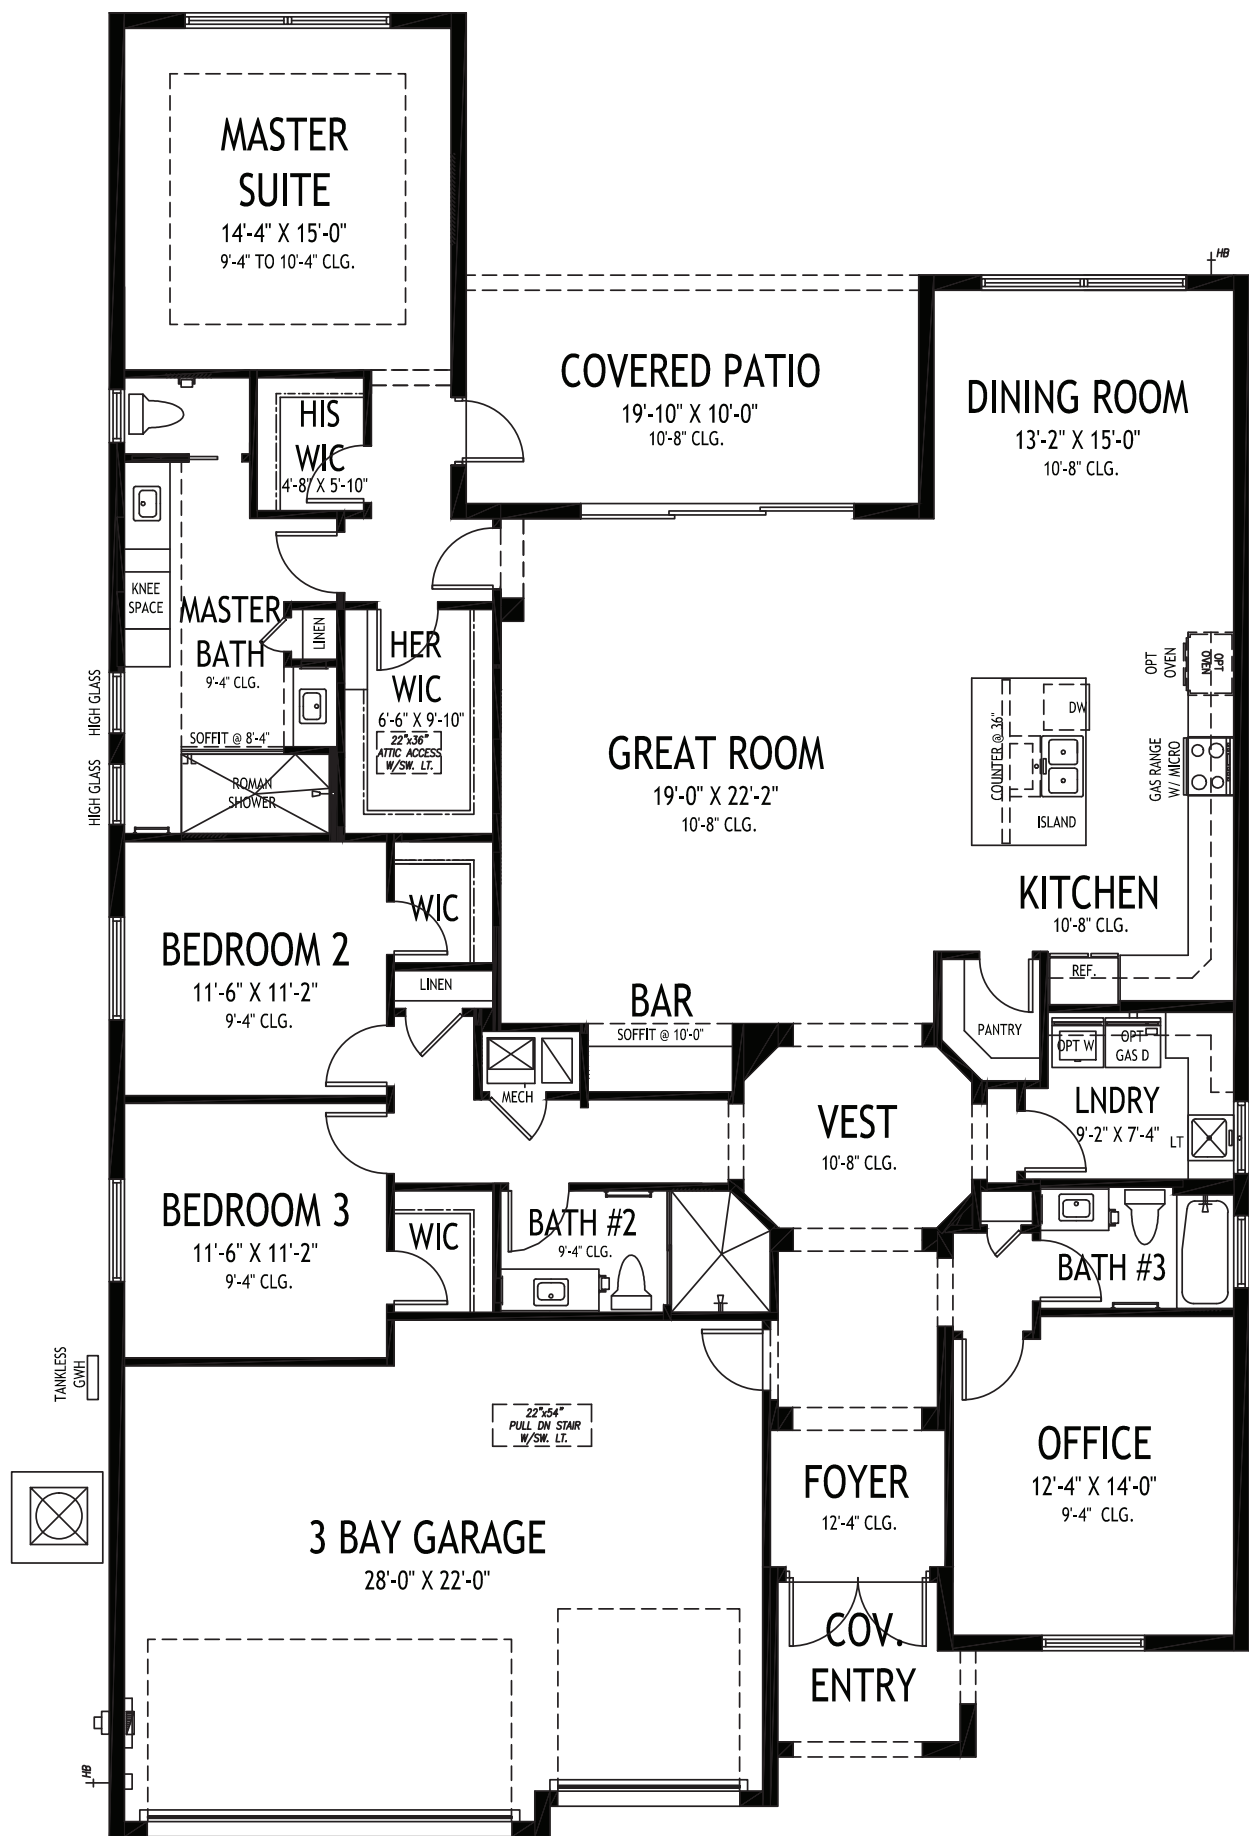 MASTER
SUITE
14'-4" X 15'-0"
9'-4" TO 10'-4" CLG.
HB
COVERED PATIO
19'-10" X 10'-0"
10'-8" CLG.
DINING ROOM
13'-2" X 15'-0"
10'-8" CLG.
HIS
WIC
4'-8" X 5'-10"
KNEE
SPACE
MASTER
BATH
9'-4" CLG.
LINEN
HER
WIC
6'-6" X 9'-10"
22"x36"
ATTIC ACCESS
W/SW. LT.
HIGH GLASS
SOFFIT @ 8'-4"
HIGH GLASS
ROMAN
SHOWER
GREAT ROOM
19'-0" X 22'-2"
10'-8" CLG.
OPT
OVEN
OPT
OVEN
DW
COUNTER @ 36"
ISLAND
GAS RANGE
W/ MICRO
KITCHEN
10'-8" CLG.
REF.
WIC
BEDROOM 2
11'-6" X 11'-2"
9'-4" CLG.
LINEN
BAR
SOFFIT @ 10'-0"
PANTRY
OPT W
OPT
GAS D
MECH
VEST
10'-8" CLG.
LNDRY
9'-2" X 7'-4"
LT
BEDROOM 3
11'-6" X 11'-2"
9'-4" CLG.
WIC
BATH #2
9'-4" CLG.
BATH #3
TANKLESS
GWH
22"x54"
PULL DN STAIR
W/SW. LT.
FOYER
12'-4" CLG.
OFFICE
12'-4" X 14'-0"
9'-4" CLG.
3 BAY GARAGE
28'-0" X 22'-0"
COV.
ENTRY
HB